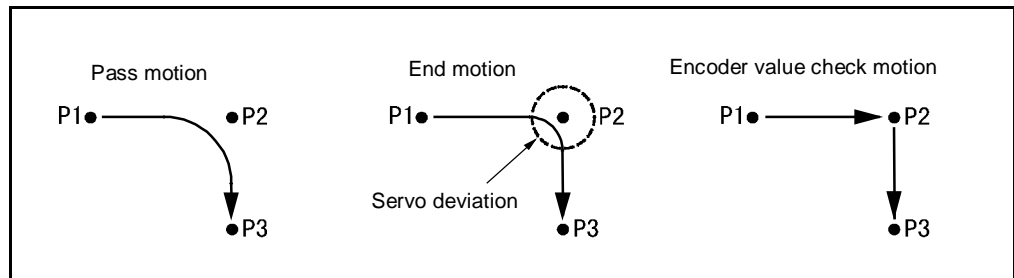 Pass motion
P1
P2
P3
End motion
P1
P2
Servo deviation
P3
Encoder value check motion
P1
P2
P3